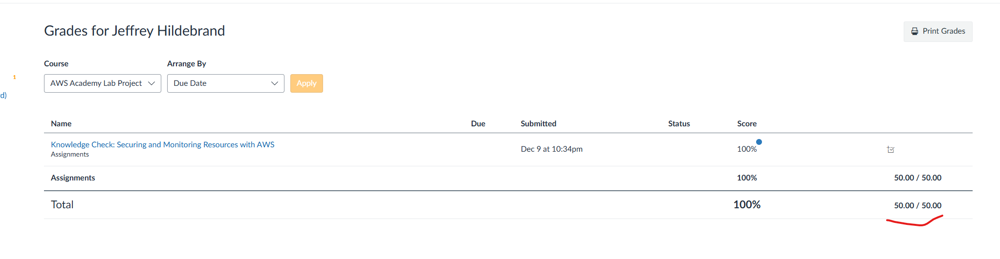 Grades for Jeffrey Hildebrand
Print Grades
Course
Arrange By
1
AWS Academy Lab Project
Due Date
Apply
d)
Name Due Submitted Status Score
Knowledge Check: Securing and Monitoring Resources with AWS
Assignments
Dec 9 at 10:34pm
100%
Assignments 100% 50.00 / 50.00
Total 100% 50.00 / 50.00